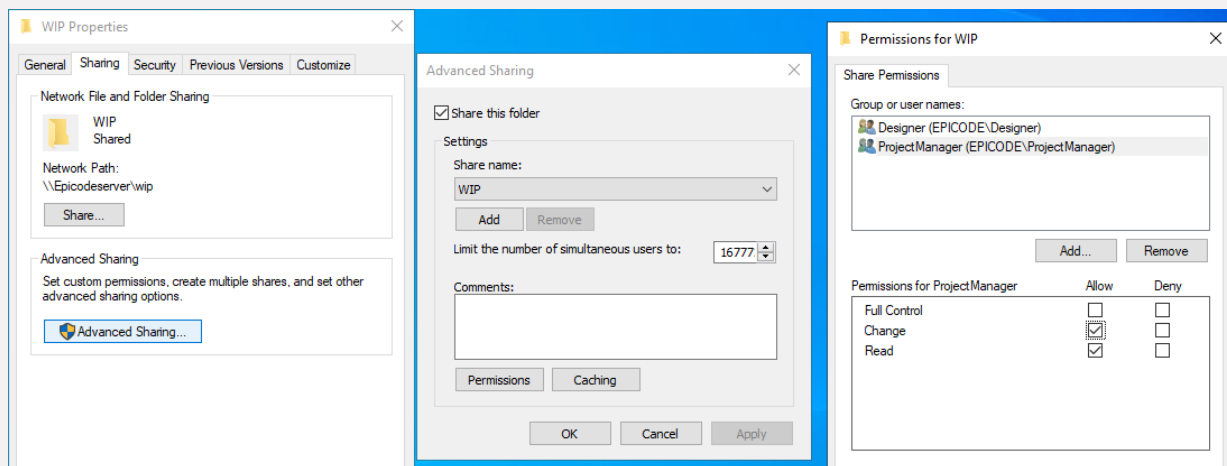 WIP Properties
General Sharing Security Previous Versions Customize
Network File and Folder Sharing
WIP
Shared
Network Path:
\\Epicodeserver\wip
Share...
Advanced Sharing
Set custom permissions, create multiple shares, and set other
advanced sharing options.
Advanced Sharing...
Advanced Sharing
Share this folder
Settings
Share name:
WIP
Add Remove
Limit the number of simultaneous users to: 16777
Comments:
Permissions Caching
OK Cancel Apply
Permissions for WIP
Share Permissions
Group or user names:
Designer (EPICODE\Designer)
ProjectManager (EPICODE\ProjectManager)
Add... Remove
Permissions for ProjectManager Allow Deny
Full Control
Change
Read